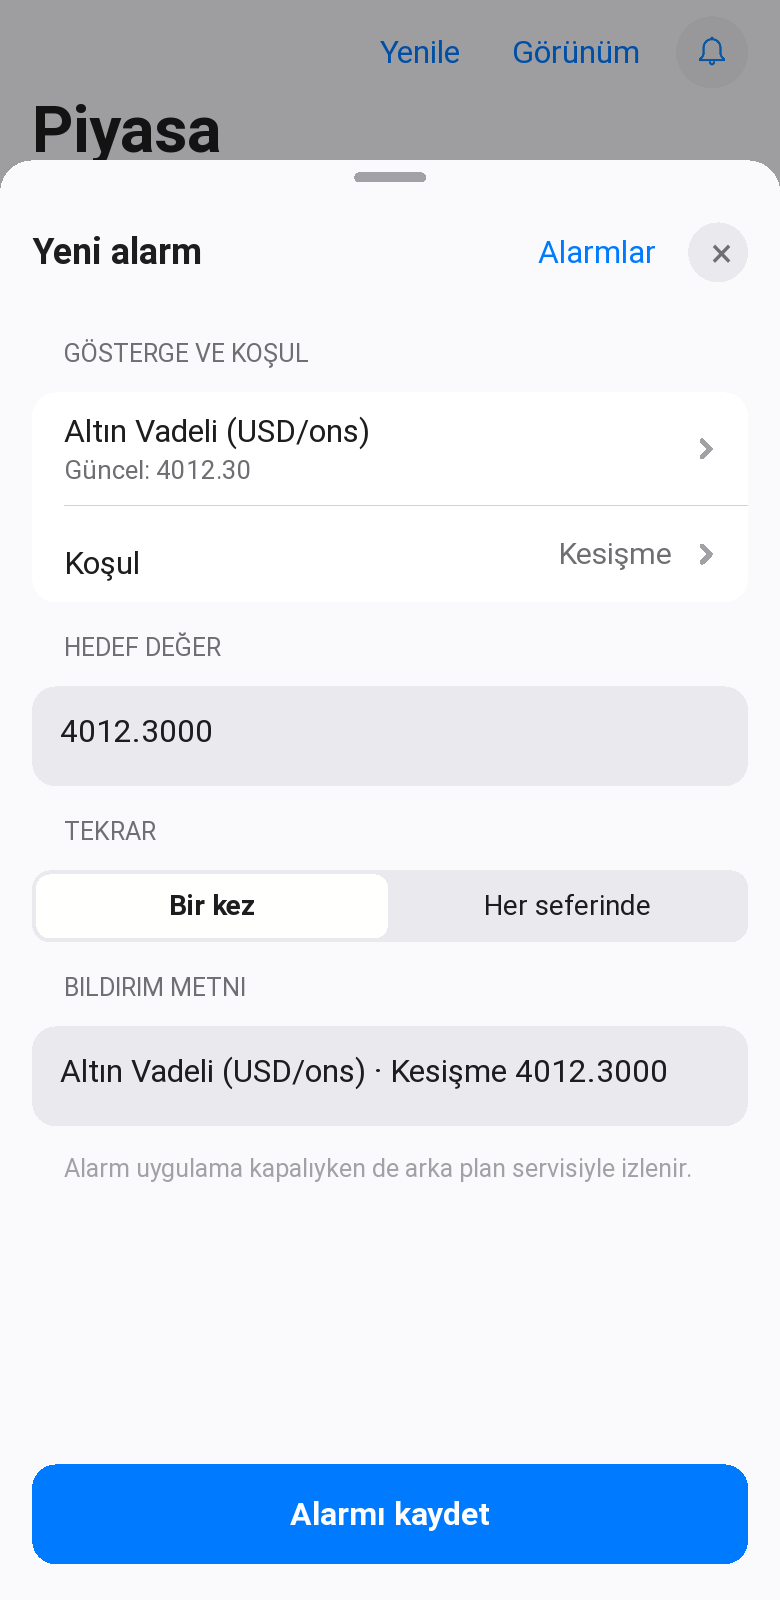 Yenile Görünüm
Piyasa
Yeni alarm Alarmlar ×
GÖSTERGE VE KOŞUL
Altın Vadeli (USD/ons)
Güncel: 4012.30
Koşul Kesişme
HEDEF DEĞER
4012.3000
TEKRAR
Bir kez Her seferinde
BILDIRIM METNI
Altın Vadeli (USD/ons) · Kesişme 4012.3000
Alarm uygulama kapalıyken de arka plan servisiyle izlenir.
Alarmı kaydet